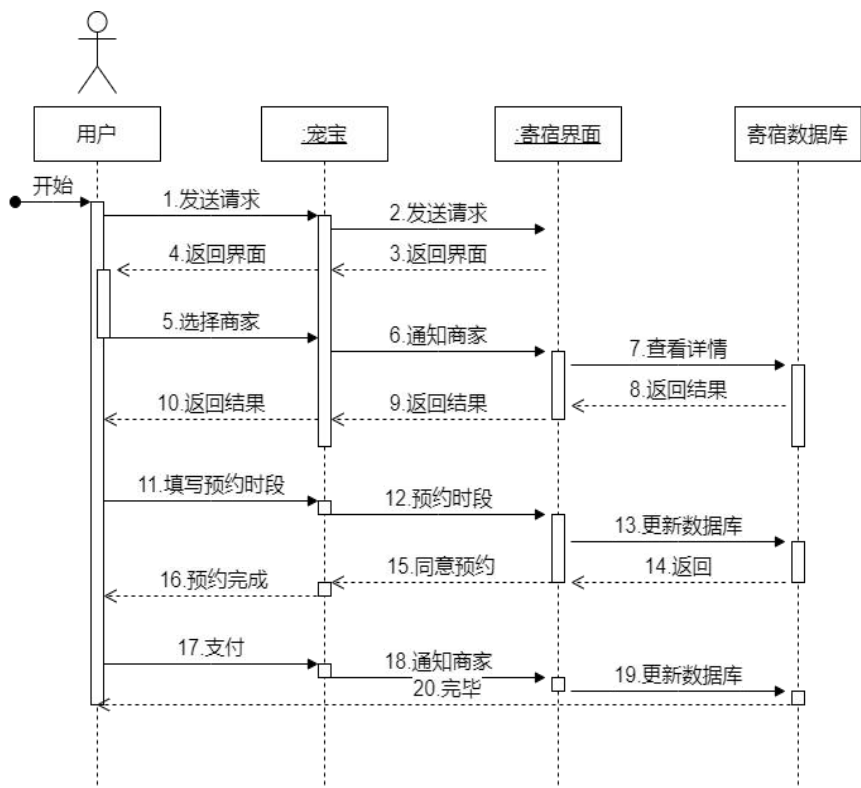 用户
:宠宝
:寄宿界面
寄宿数据库
开始
1.发送请求
2.发送请求
4.返回界面
3.返回界面
5.选择商家
6.通知商家
7.查看详情
8.返回结果
10.返回结果
9.返回结果
11.填写预约时段
12.预约时段
13.更新数据库
15.同意预约
14.返回
16.预约完成
17.支付
18.通知商家
19.更新数据库
20.完毕